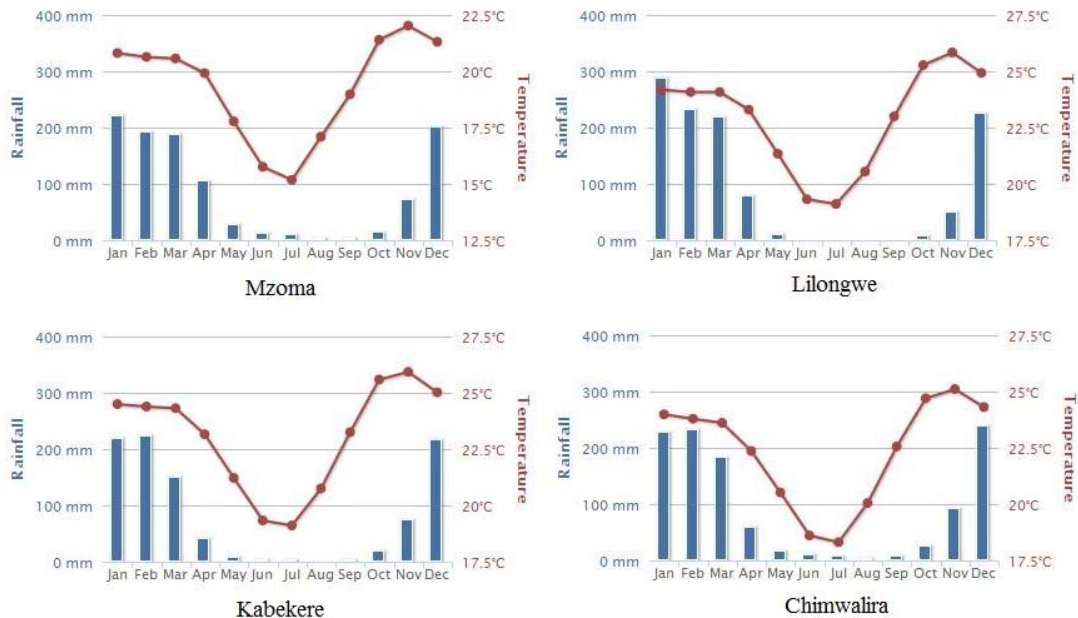 400 mm
300 mm
200 mm
100 mm
0 mm
Rainfall
22.5°C
20°C
17.5°C
15°C
12.5°C
Temperature
Jan Feb Mar Apr May Jun Jul Aug Sep Oct Nov Dec
Mzoma
400 mm
300 mm
200 mm
100 mm
0 mm
Rainfall
27.5°C
25°C
22.5°C
20°C
17.5°C
Temperature
Jan Feb Mar Apr May Jun Jul Aug Sep Oct Nov Dec
Lilongwe
400 mm
300 mm
200 mm
100 mm
0 mm
Rainfall
27.5°C
25°C
22.5°C
20°C
17.5°C
Temperature
Jan Feb Mar Apr May Jun Jul Aug Sep Oct Nov Dec
Kabekere
400 mm
300 mm
200 mm
100 mm
0 mm
Rainfall
27.5°C
25°C
22.5°C
20°C
17.5°C
Temperature
Jan Feb Mar Apr May Jun Jul Aug Sep Oct Nov Dec
Chimwalira